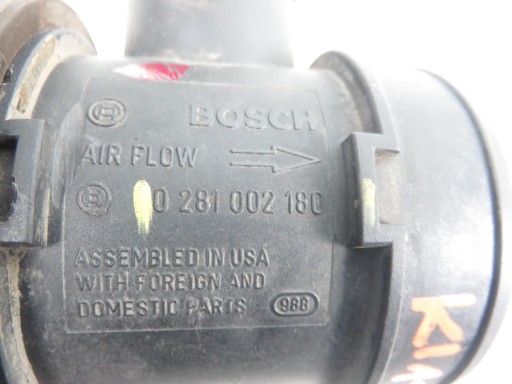 BOSCH
AIR FLOW
0 281 002 180
ASSEMBLED IN USA
WITH FOREIGN AND
DOMESTIC PARTS 988